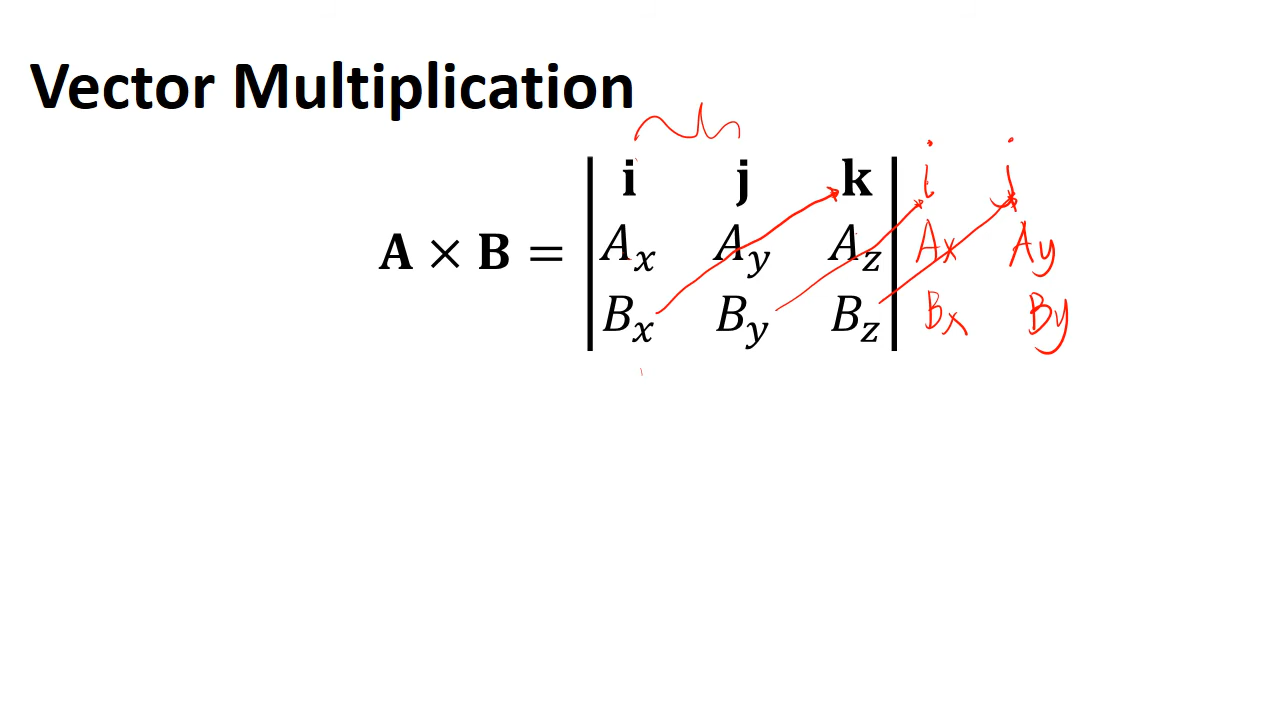 Vector Multiplication
i j k i j
A × B = A_x A_y A_z Ax Ay
B_x B_y B_z Bx By